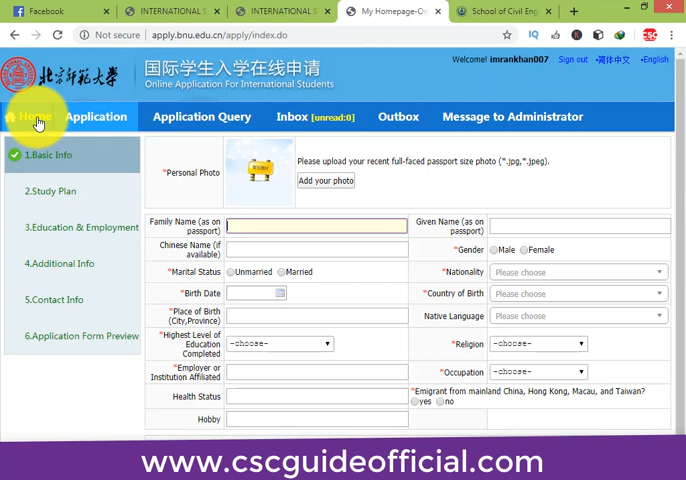 Facebook
INTERNATIONAL S
INTERNATIONAL S
My Homepage-On
School of Civil Eng
Not secure
apply.bnu.edu.cn/apply/index.do
北京师范大学
国际学生入学在线申请
Online Application For International Students
Welcome! imrankhan007
Sign out
简体中文
English
Home
Application
Application Query
Inbox [unread:0]
Outbox
Message to Administrator
1.Basic Info
2.Study Plan
3.Education & Employment
4.Additional Info
5.Contact Info
6.Application Form Preview
*Personal Photo
Please upload your recent full-faced passport size photo (*.jpg,*.jpeg).
Add your photo
Family Name (as on
passport)
Given Name (as on
passport)
Chinese Name (if
available)
*Gender
Male
Female
*Marital Status
Unmarried
Married
*Nationality
Please choose
*Birth Date
*Country of Birth
Please choose
*Place of Birth
(City,Province)
Native Language
Please choose
*Highest Level of
Education
Completed
-choose-
*Religion
-choose-
*Employer or
Institution Affiliated
*Occupation
-choose-
Health Status
*Emigrant from mainland China, Hong Kong, Macau, and Taiwan?
yes
no
Hobby
www.cscguideofficial.com